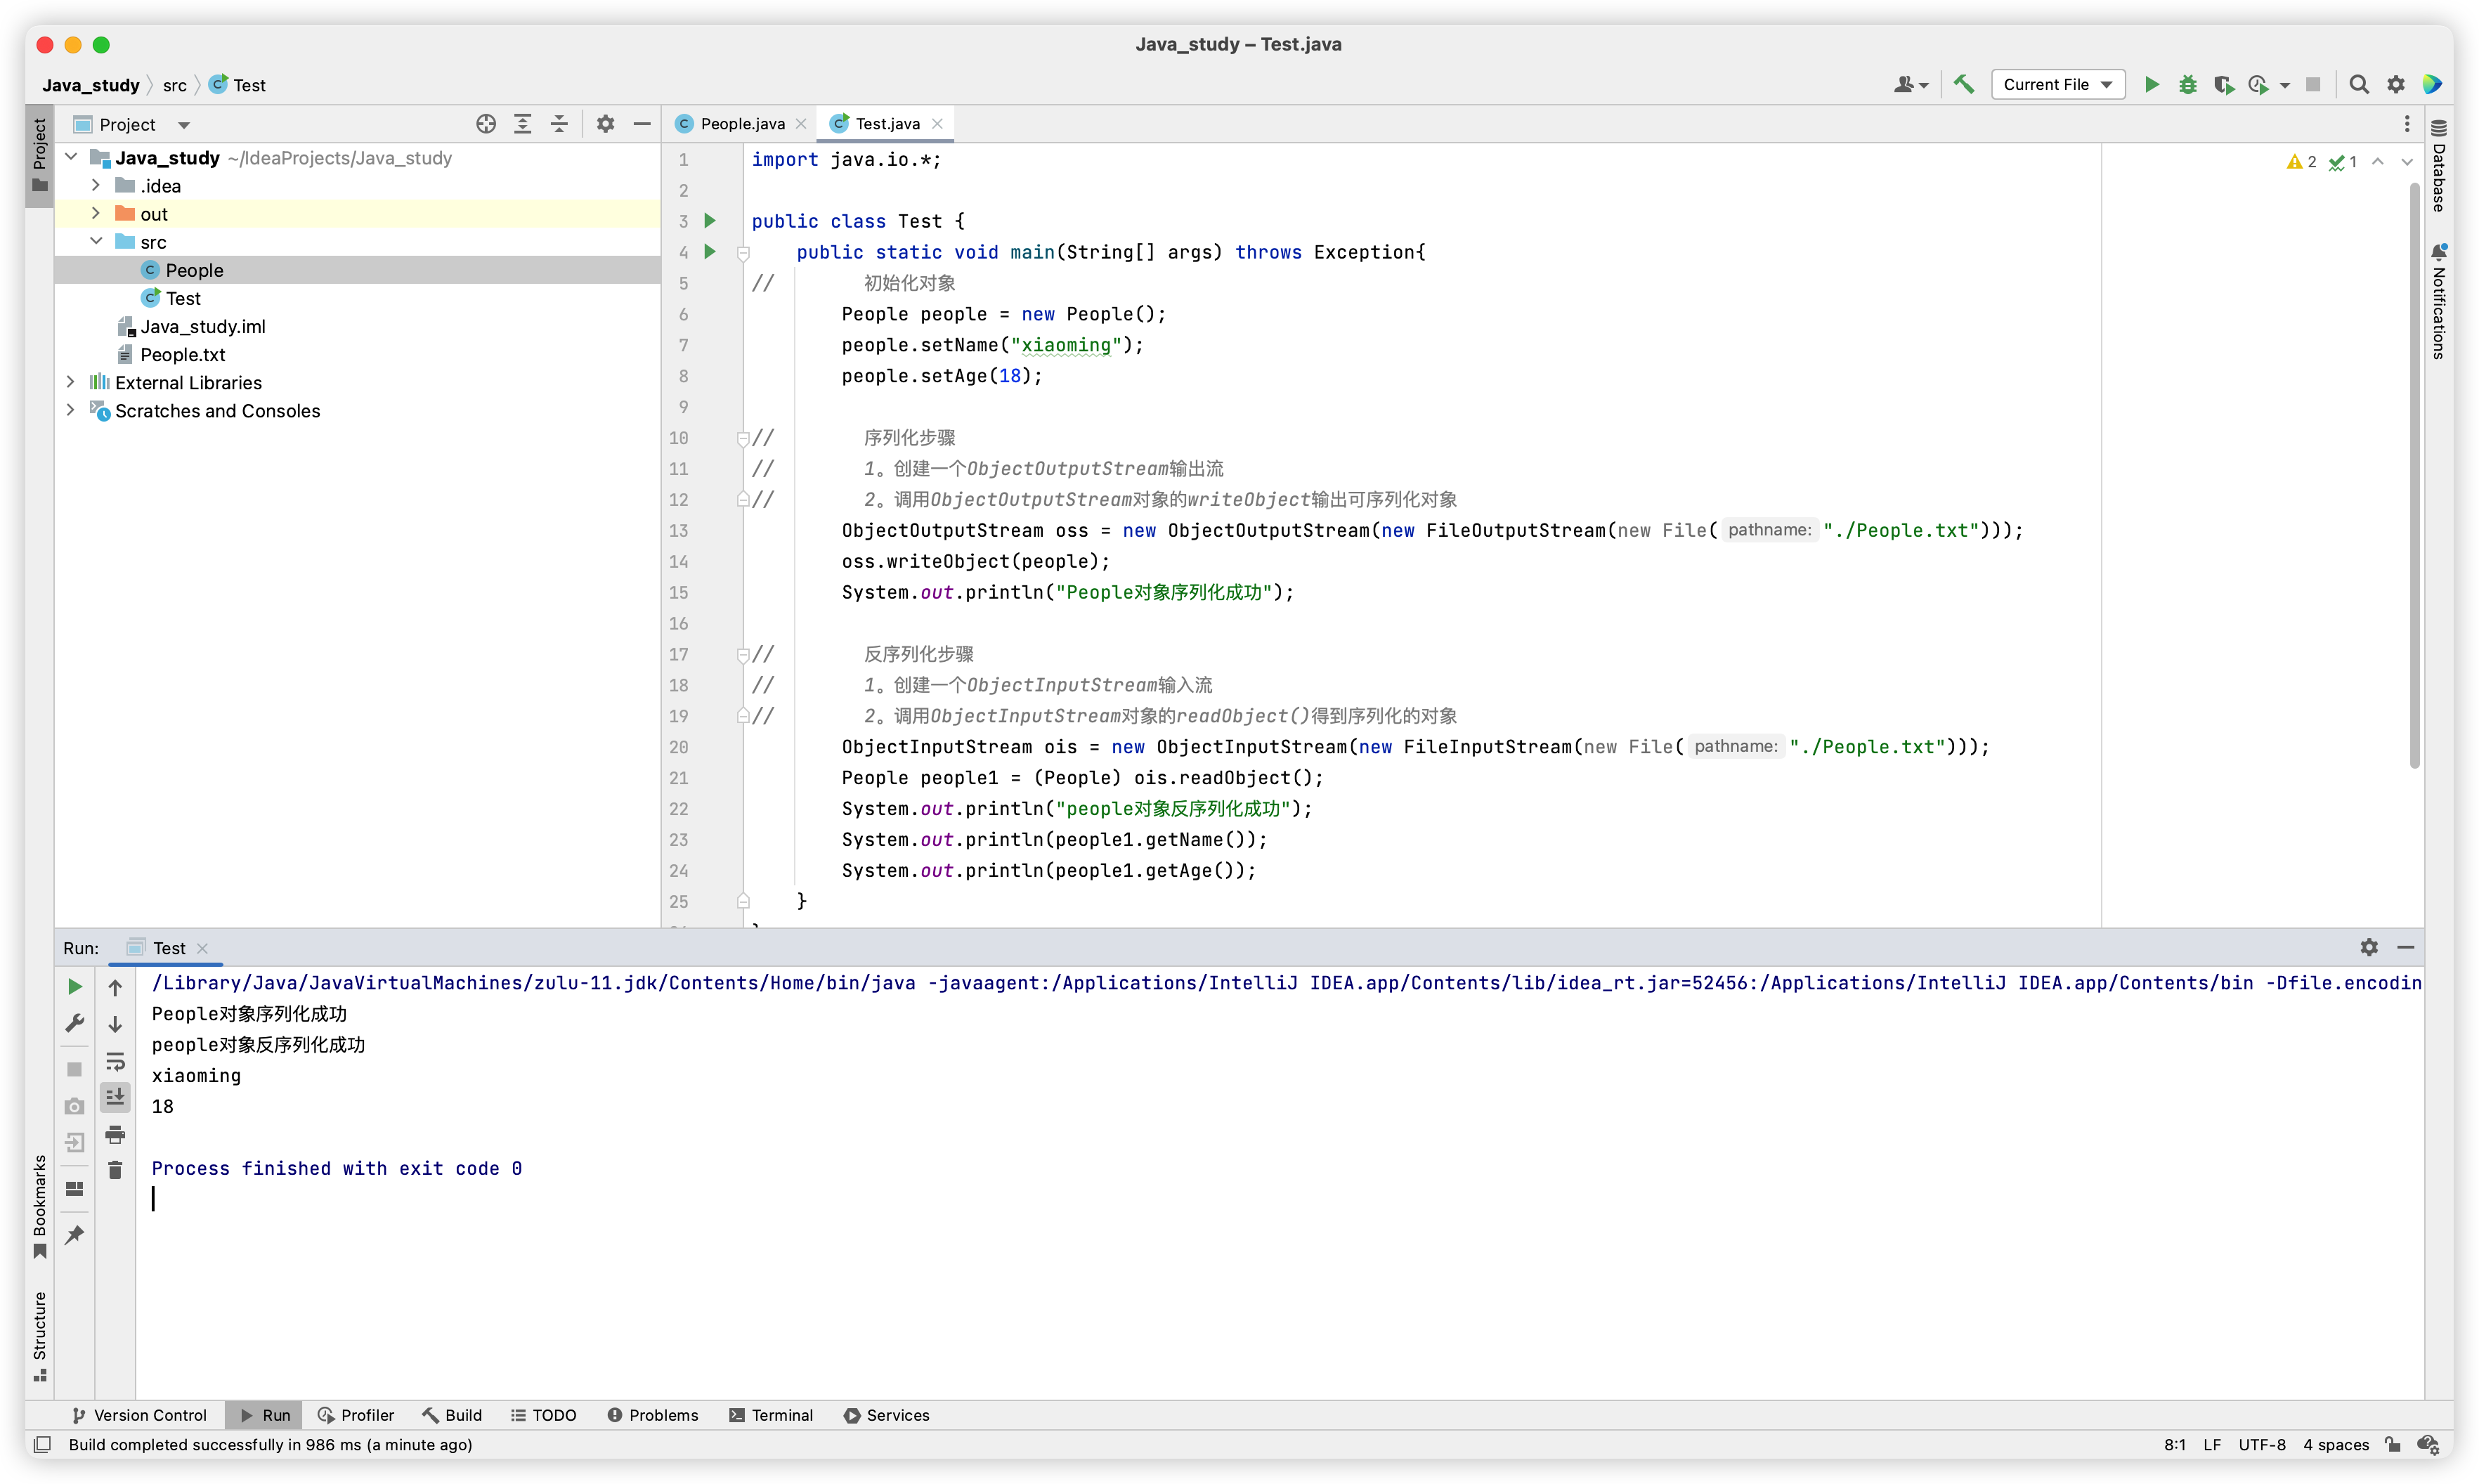 Java_study – Test.java
Java_study src Test
Current File
Project
Project
Java_study ~/IdeaProjects/Java_study
.idea
out
src
People
Test
Java_study.iml
People.txt
External Libraries
Scratches and Consoles
People.java Test.java
2 1
1 import java.io.*;
2
3 public class Test {
4 public static void main(String[] args) throws Exception{
5 // 初始化对象
6 People people = new People();
7 people.setName("xiaoming");
8 people.setAge(18);
9
10 // 序列化步骤
11 // 1。创建一个ObjectOutputStream输出流
12 // 2。调用ObjectOutputStream对象的writeObject输出可序列化对象
13 ObjectOutputStream oss = new ObjectOutputStream(new FileOutputStream(new File( pathname: "./People.txt")));
14 oss.writeObject(people);
15 System.out.println("People对象序列化成功");
16
17 // 反序列化步骤
18 // 1。创建一个ObjectInputStream输入流
19 // 2。调用ObjectInputStream对象的readObject()得到序列化的对象
20 ObjectInputStream ois = new ObjectInputStream(new FileInputStream(new File( pathname: "./People.txt")));
21 People people1 = (People) ois.readObject();
22 System.out.println("people对象反序列化成功");
23 System.out.println(people1.getName());
24 System.out.println(people1.getAge());
25 }
Database
Notifications
Run: Test
/Library/Java/JavaVirtualMachines/zulu-11.jdk/Contents/Home/bin/java -javaagent:/Applications/IntelliJ IDEA.app/Contents/lib/idea_rt.jar=52456:/Applications/IntelliJ IDEA.app/Contents/bin -Dfile.encodin
People对象序列化成功
people对象反序列化成功
xiaoming
18
Process finished with exit code 0
Bookmarks
Structure
Version Control Run Profiler Build TODO Problems Terminal Services
Build completed successfully in 986 ms (a minute ago)
8:1 LF UTF-8 4 spaces